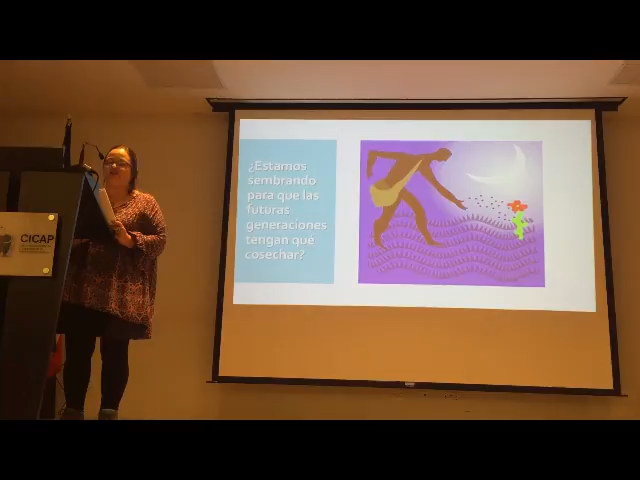 ¿Estamos
sembrando
para que las
futuras
generaciones
tengan qué
cosechar?
CICAP